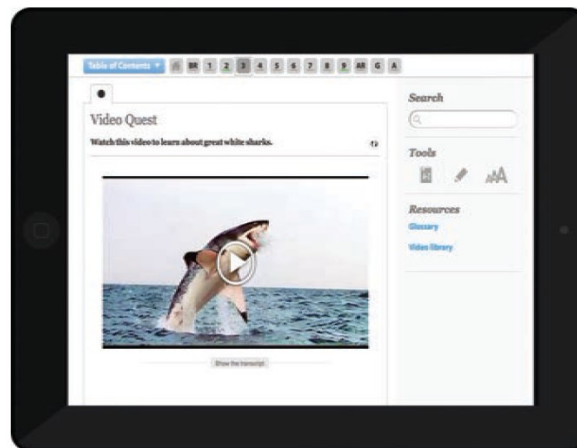 Table of Contents
BR 1 2 3 4 5 6 7 8 9 AR G A
Video Quest
Watch this video to learn about great white sharks.
Show the transcript
Search
Tools
AA
Resources
Glossary
Video library